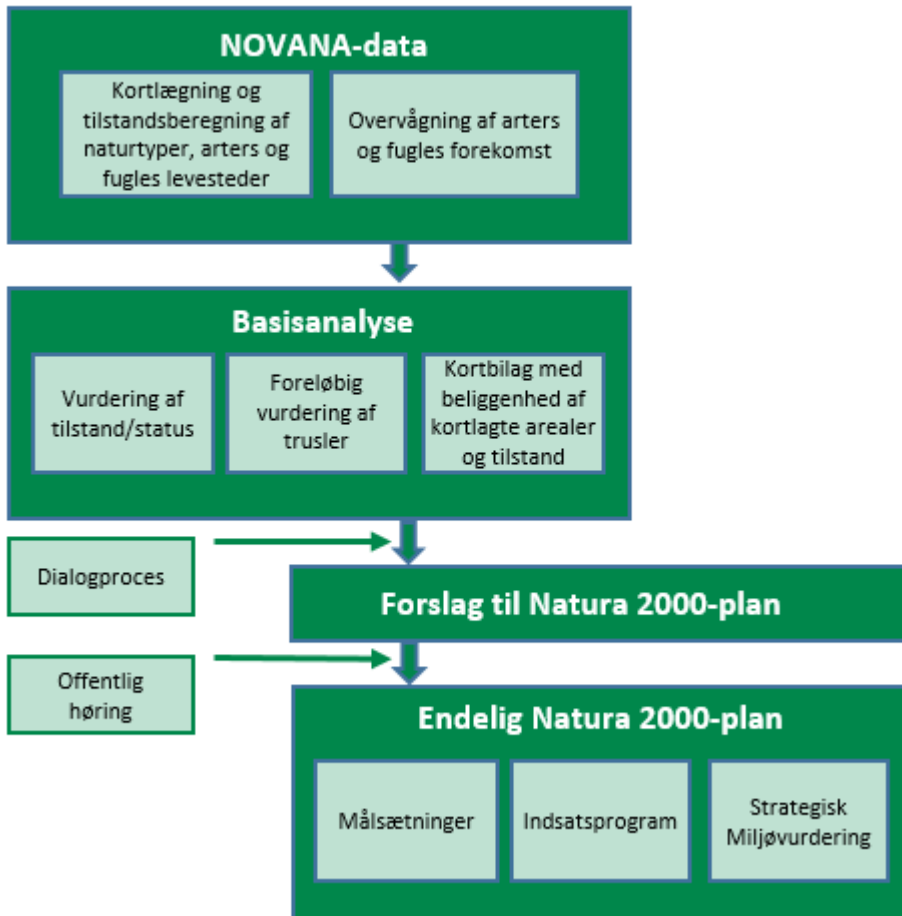 NOVANA-data
Kortlægning og
tilstandsberegning af
naturtyper, arters og
fugles levesteder
Overvågning af arters
og fugles forekomst
Basisanalyse
Vurdering af
tilstand/status
Foreløbig
vurdering af
trusler
Kortbilag med
beliggenhed af
kortlagte arealer
og tilstand
Dialogproces
Forslag til Natura 2000-plan
Offentlig
høring
Endelig Natura 2000-plan
Målsætninger
Indsatsprogram
Strategisk
Miljøvurdering